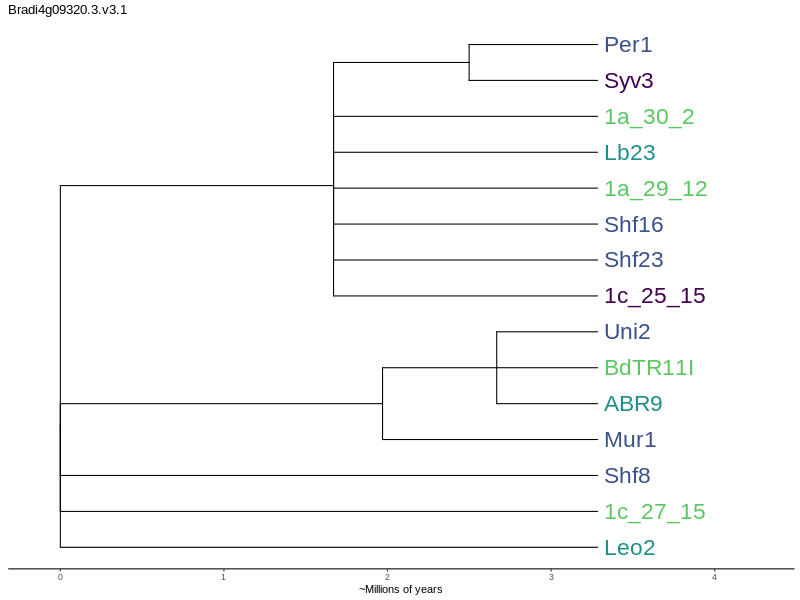 Bradi4g09320.3.v3.1
Per1
Syv3
1a_30_2
Lb23
1a_29_12
Shf16
Shf23
1c_25_15
Uni2
BdTR11I
ABR9
Mur1
Shf8
1c_27_15
Leo2
0 1 2 3 4
~Millions of years